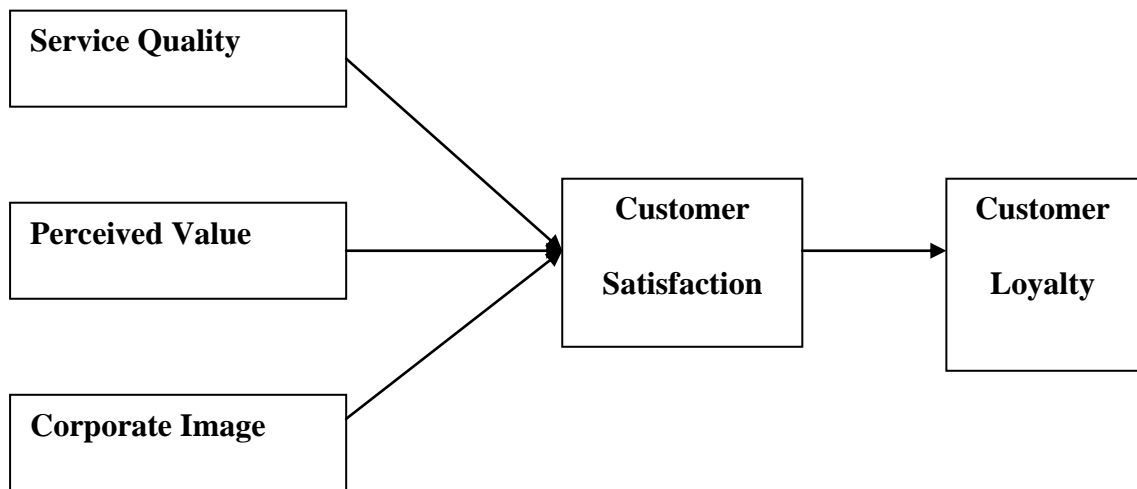 Service Quality
Perceived Value
Corporate Image
Customer
Satisfaction
Customer
Loyalty